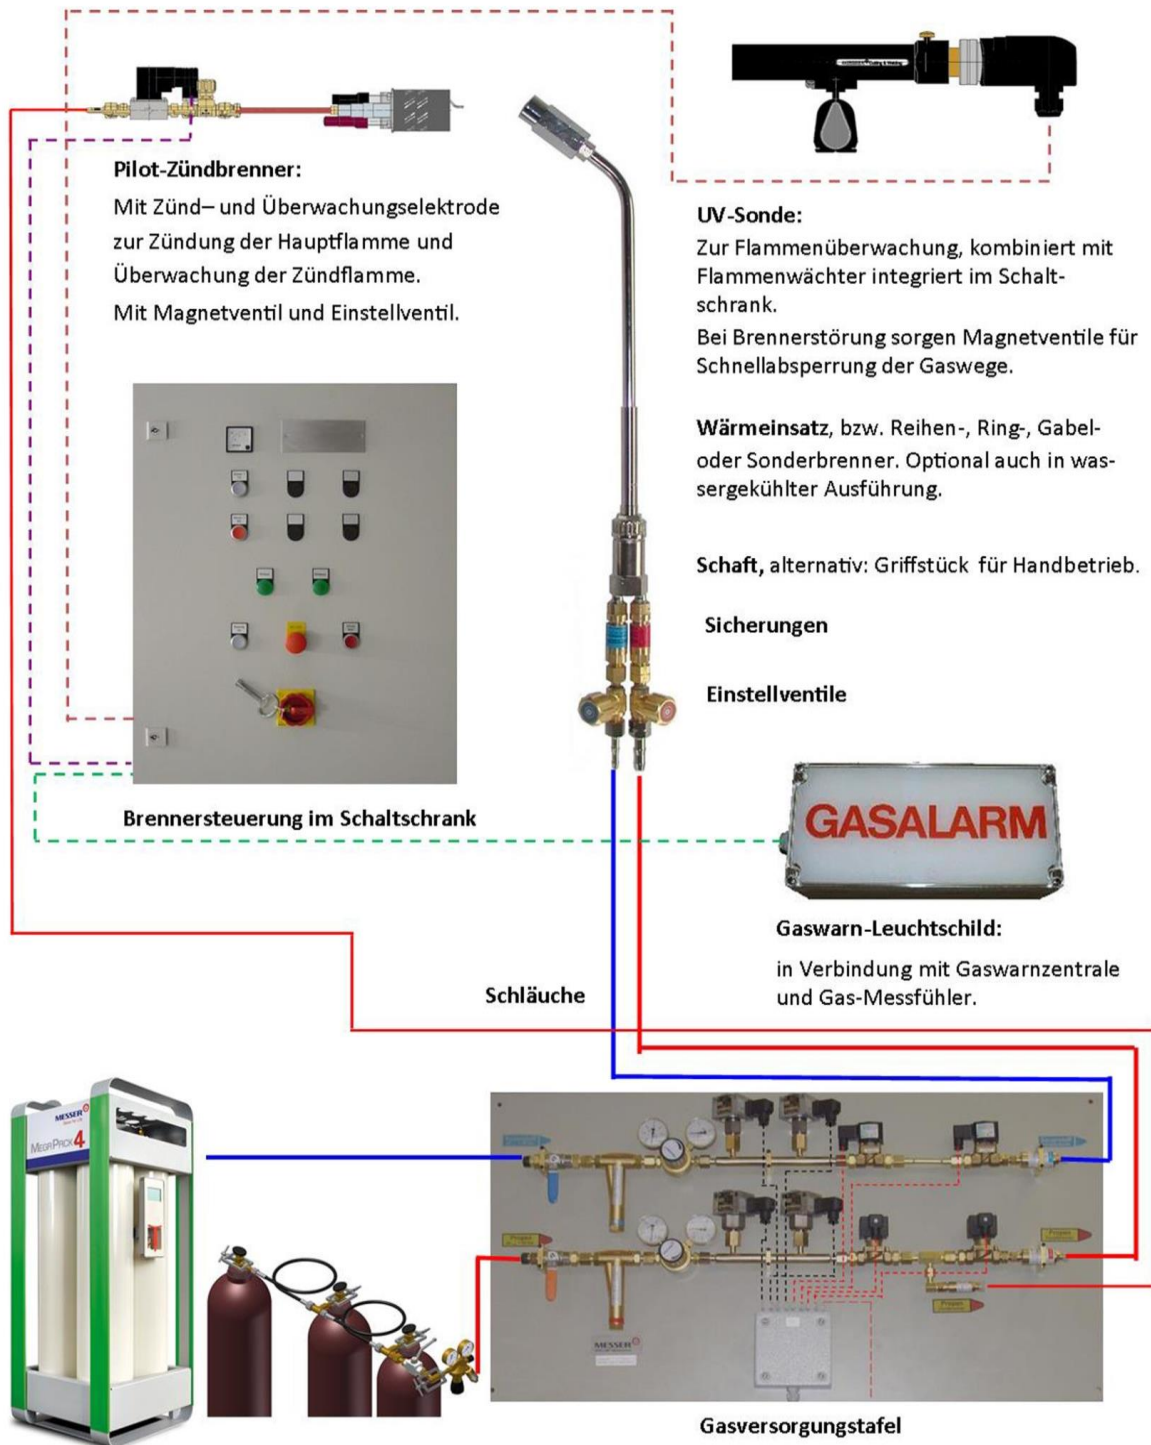 Pilot-Zündbrenner:
Mit Zünd– und Überwachungselektrode
zur Zündung der Hauptflamme und
Überwachung der Zündflamme.
Mit Magnetventil und Einstellventil.
UV-Sonde:
Zur Flammenüberwachung, kombiniert mit
Flammenwächter integriert im Schalt-
schrank.
Bei Brennerstörung sorgen Magnetventile für
Schnellabsperrung der Gaswege.
Wärmeinsatz, bzw. Reihen-, Ring-, Gabel-
oder Sonderbrenner. Optional auch in was-
sergekühlter Ausführung.
Schaft, alternativ: Griffstück für Handbetrieb.
Sicherungen
Einstellventile
Brennersteuerung im Schaltschrank
GASALARM
Gaswarn-Leuchtschild:
in Verbindung mit Gaswarnzentrale
und Gas-Messfühler.
Schläuche
MESSER
MegaPack 4
Propan
Propan
Propan
MESSER
Gasversorgungstafel